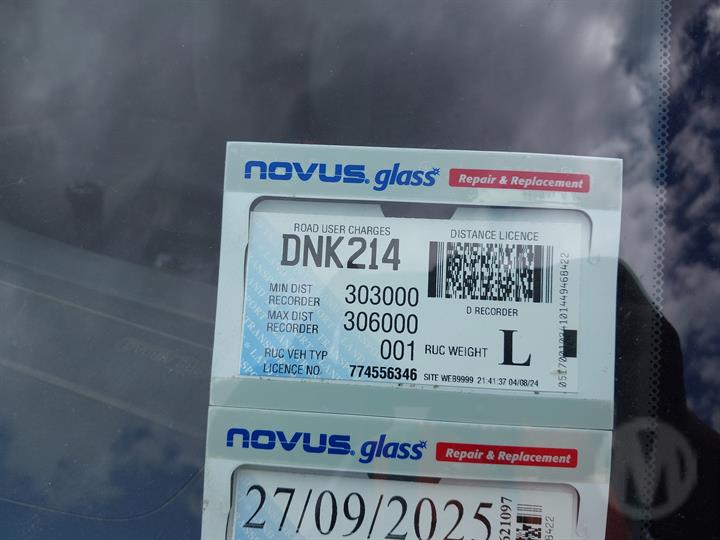 NOVUS. glass Repair & Replacement
ROAD USER CHARGES DISTANCE LICENCE
DNK214
MIN DIST RECORDER 303000
D RECORDER
MAX DIST RECORDER 306000
RUC VEH TYP 001 RUC WEIGHT L
LICENCE NO 774556346 SITE WEB9999 21:41:37 04/08/24
NOVUS. glass Repair & Replacement
27/09/2025
M